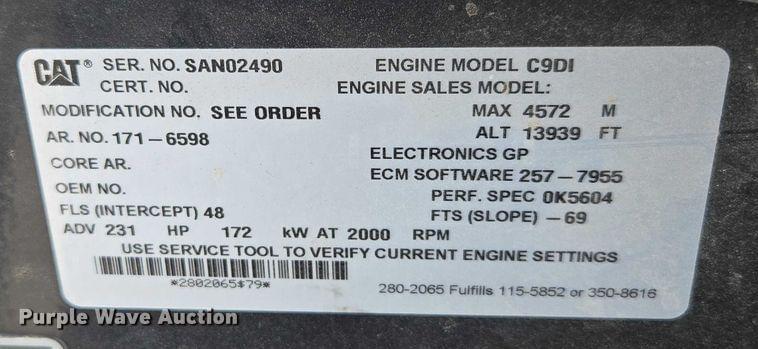 CAT® SER. NO. SAN02490 ENGINE MODEL C9DI
CERT. NO. ENGINE SALES MODEL:
MODIFICATION NO. SEE ORDER MAX 4572 M
AR. NO. 171-6598 ALT 13939 FT
CORE AR. ELECTRONICS GP
OEM NO. ECM SOFTWARE 257-7955
PERF. SPEC 0K5604
FLS (INTERCEPT) 48 FTS (SLOPE) -69
ADV 231 HP 172 kW AT 2000 RPM
USE SERVICE TOOL TO VERIFY CURRENT ENGINE SETTINGS
*2802065$79*
280-2065 Fulfills 115-5852 or 350-8616
Purple Wave Auction